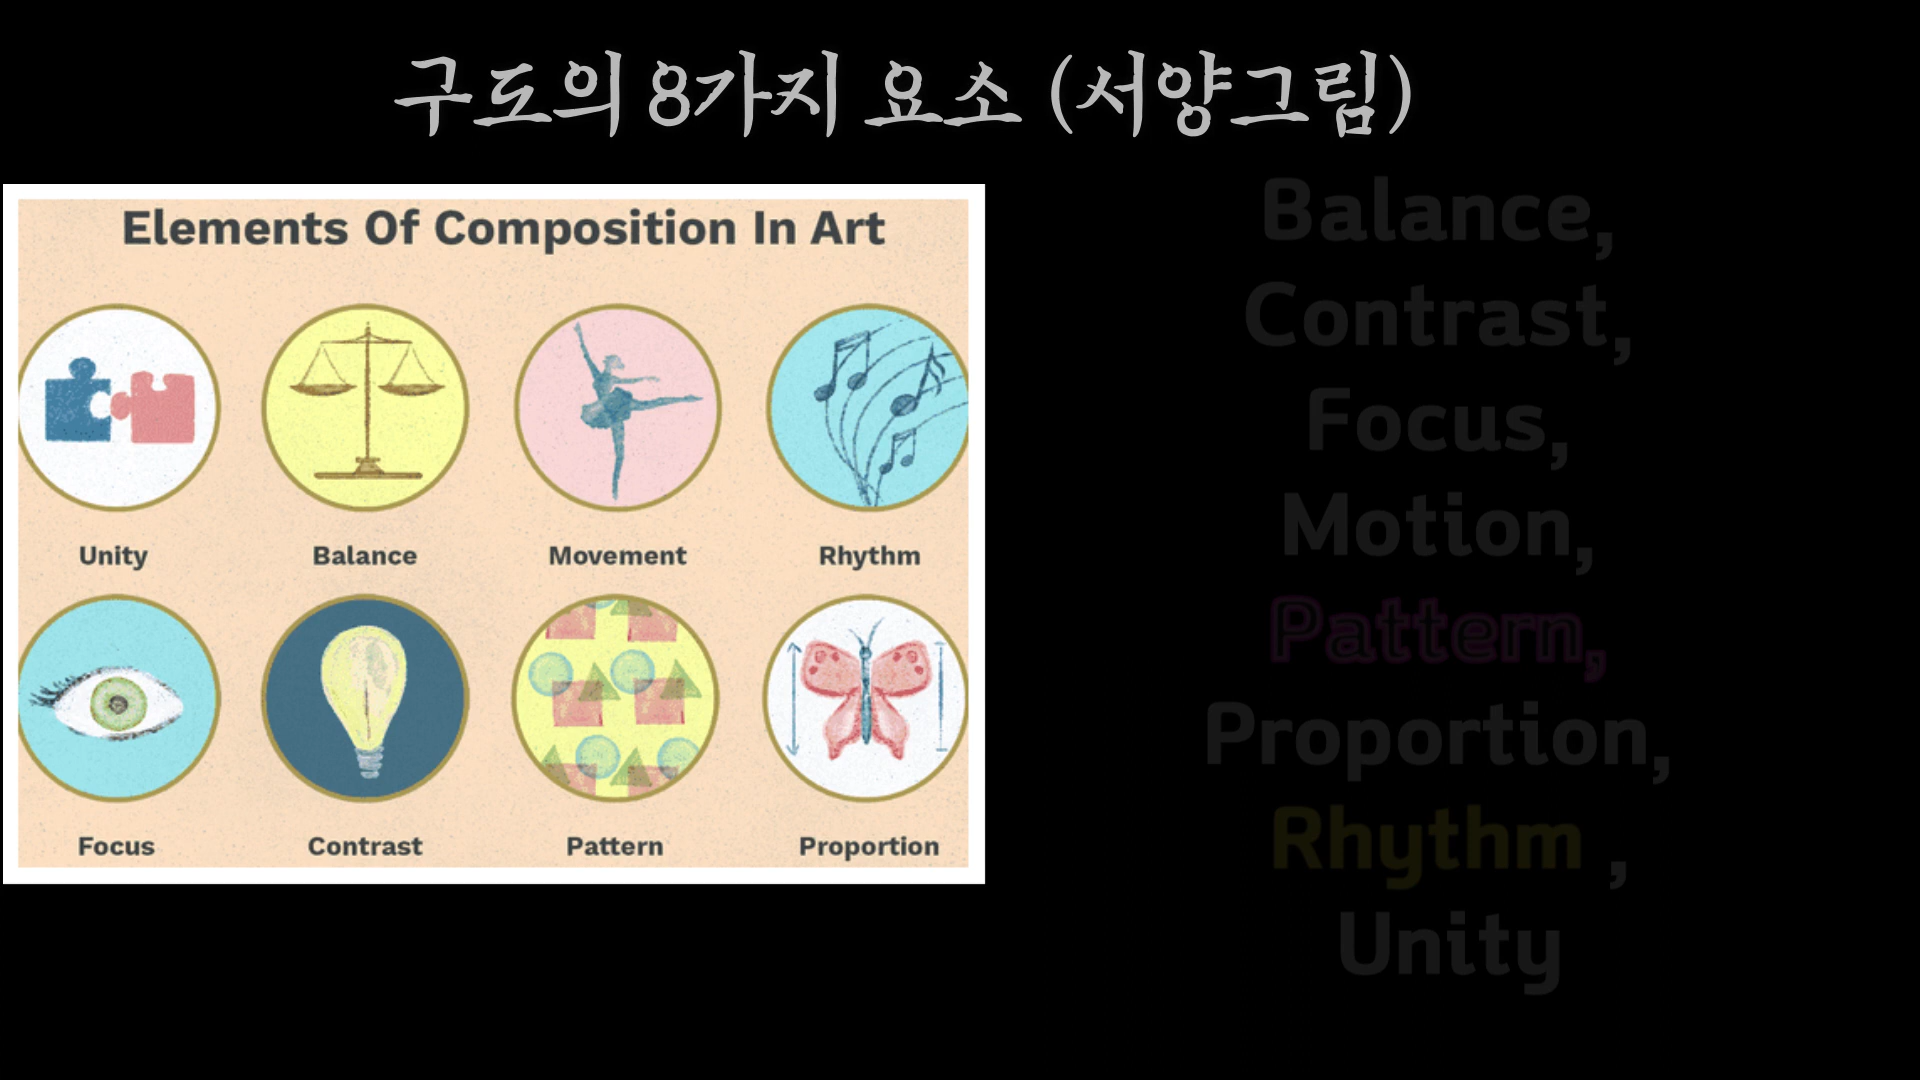 구도의 8가지 요소 (서양그림)
Elements Of Composition In Art
Unity Balance Movement Rhythm
Focus Contrast Pattern Proportion
Balance,
Contrast,
Focus,
Motion,
Pattern,
Proportion,
Rhythm ,
Unity